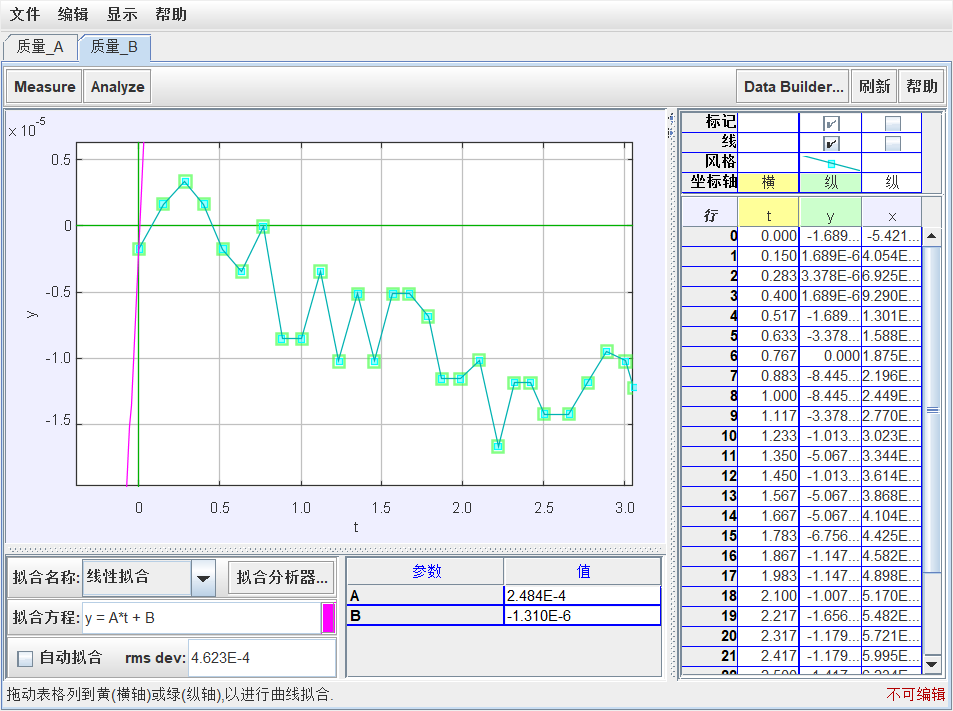 文件 编辑 显示 帮助
质量_A 质量_B
Measure Analyze Data Builder... 刷新 帮助
x 10-5
0.5
0
-0.5
-1.0
-1.5
y
0 0.5 1.0 1.5 2.0 2.5 3.0
t
标记
线
风格
坐标轴 横 纵 纵
行 t y x
0 0.000 -1.689... -5.421...
1 0.150 1.689E-6 4.054E...
2 0.283 3.378E-6 6.925E...
3 0.400 1.689E-6 9.290E...
4 0.517 -1.689... 1.301E...
5 0.633 -3.378... 1.588E...
6 0.767 0.000 1.875E...
7 0.883 -8.445... 2.196E...
8 1.000 -8.445... 2.449E...
9 1.117 -3.378... 2.770E...
10 1.233 -1.013... 3.023E...
11 1.350 -5.067... 3.344E...
12 1.450 -1.013... 3.614E...
13 1.567 -5.067... 3.868E...
14 1.667 -5.067... 4.104E...
15 1.783 -6.756... 4.425E...
16 1.867 -1.147... 4.582E...
17 1.983 -1.147... 4.898E...
18 2.100 -1.007... 5.170E...
19 2.217 -1.656... 5.482E...
20 2.317 -1.179... 5.721E...
21 2.417 -1.179... 5.995E...
拟合名称: 线性拟合 拟合分析器...
拟合方程: y = A*t + B
自动拟合 rms dev: 4.623E-4
参数 值
A 2.484E-4
B -1.310E-6
拖动表格列到黄(横轴)或绿(纵轴),以进行曲线拟合. 不可编辑